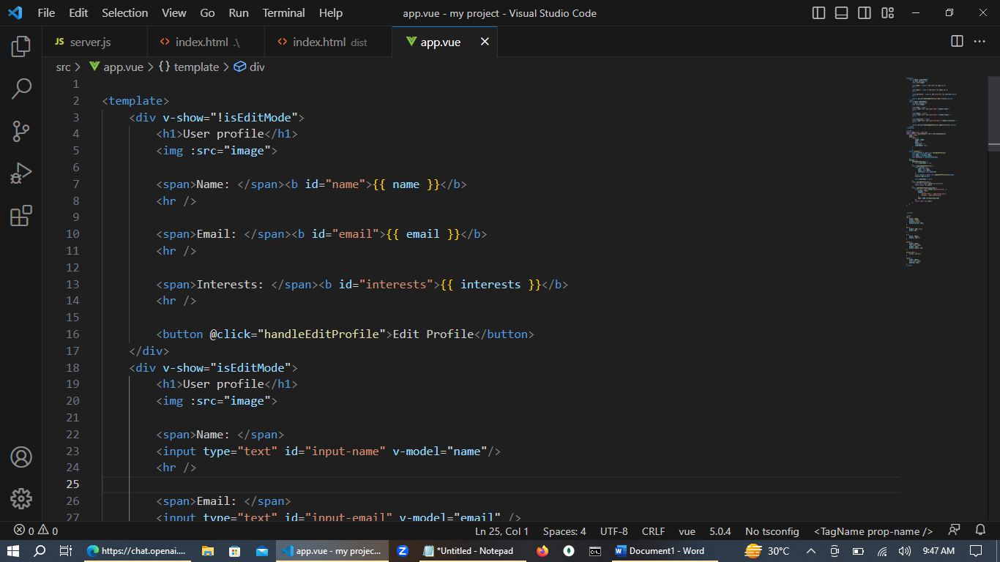 File Edit Selection View Go Run Terminal Help
app.vue - my project - Visual Studio Code
JS server.js
<> index.html .\
<> index.html dist
app.vue
src > app.vue > {} template > div
1
2 <template>
3 <div v-show="!isEditMode">
4 <h1>User profile</h1>
5 <img :src="image">
6
7 <span>Name: </span><b id="name">{{ name }}</b>
8 <hr />
9
10 <span>Email: </span><b id="email">{{ email }}</b>
11 <hr />
12
13 <span>Interests: </span><b id="interests">{{ interests }}</b>
14 <hr />
15
16 <button @click="handleEditProfile">Edit Profile</button>
17 </div>
18 <div v-show="isEditMode">
19 <h1>User profile</h1>
20 <img :src="image">
21
22 <span>Name: </span>
23 <input type="text" id="input-name" v-model="name"/>
24 <hr />
25
26 <span>Email: </span>
27 <input type="text" id="input-email" v-model="email" />
0 0 Ln 25, Col 1 Spaces: 4 UTF-8 CRLF vue 5.0.4 No tsconfig <TagName prop-name />
https://chat.openai.... app.vue - my projec... *Untitled - Notepad Document1 - Word 30°C 9:47 AM